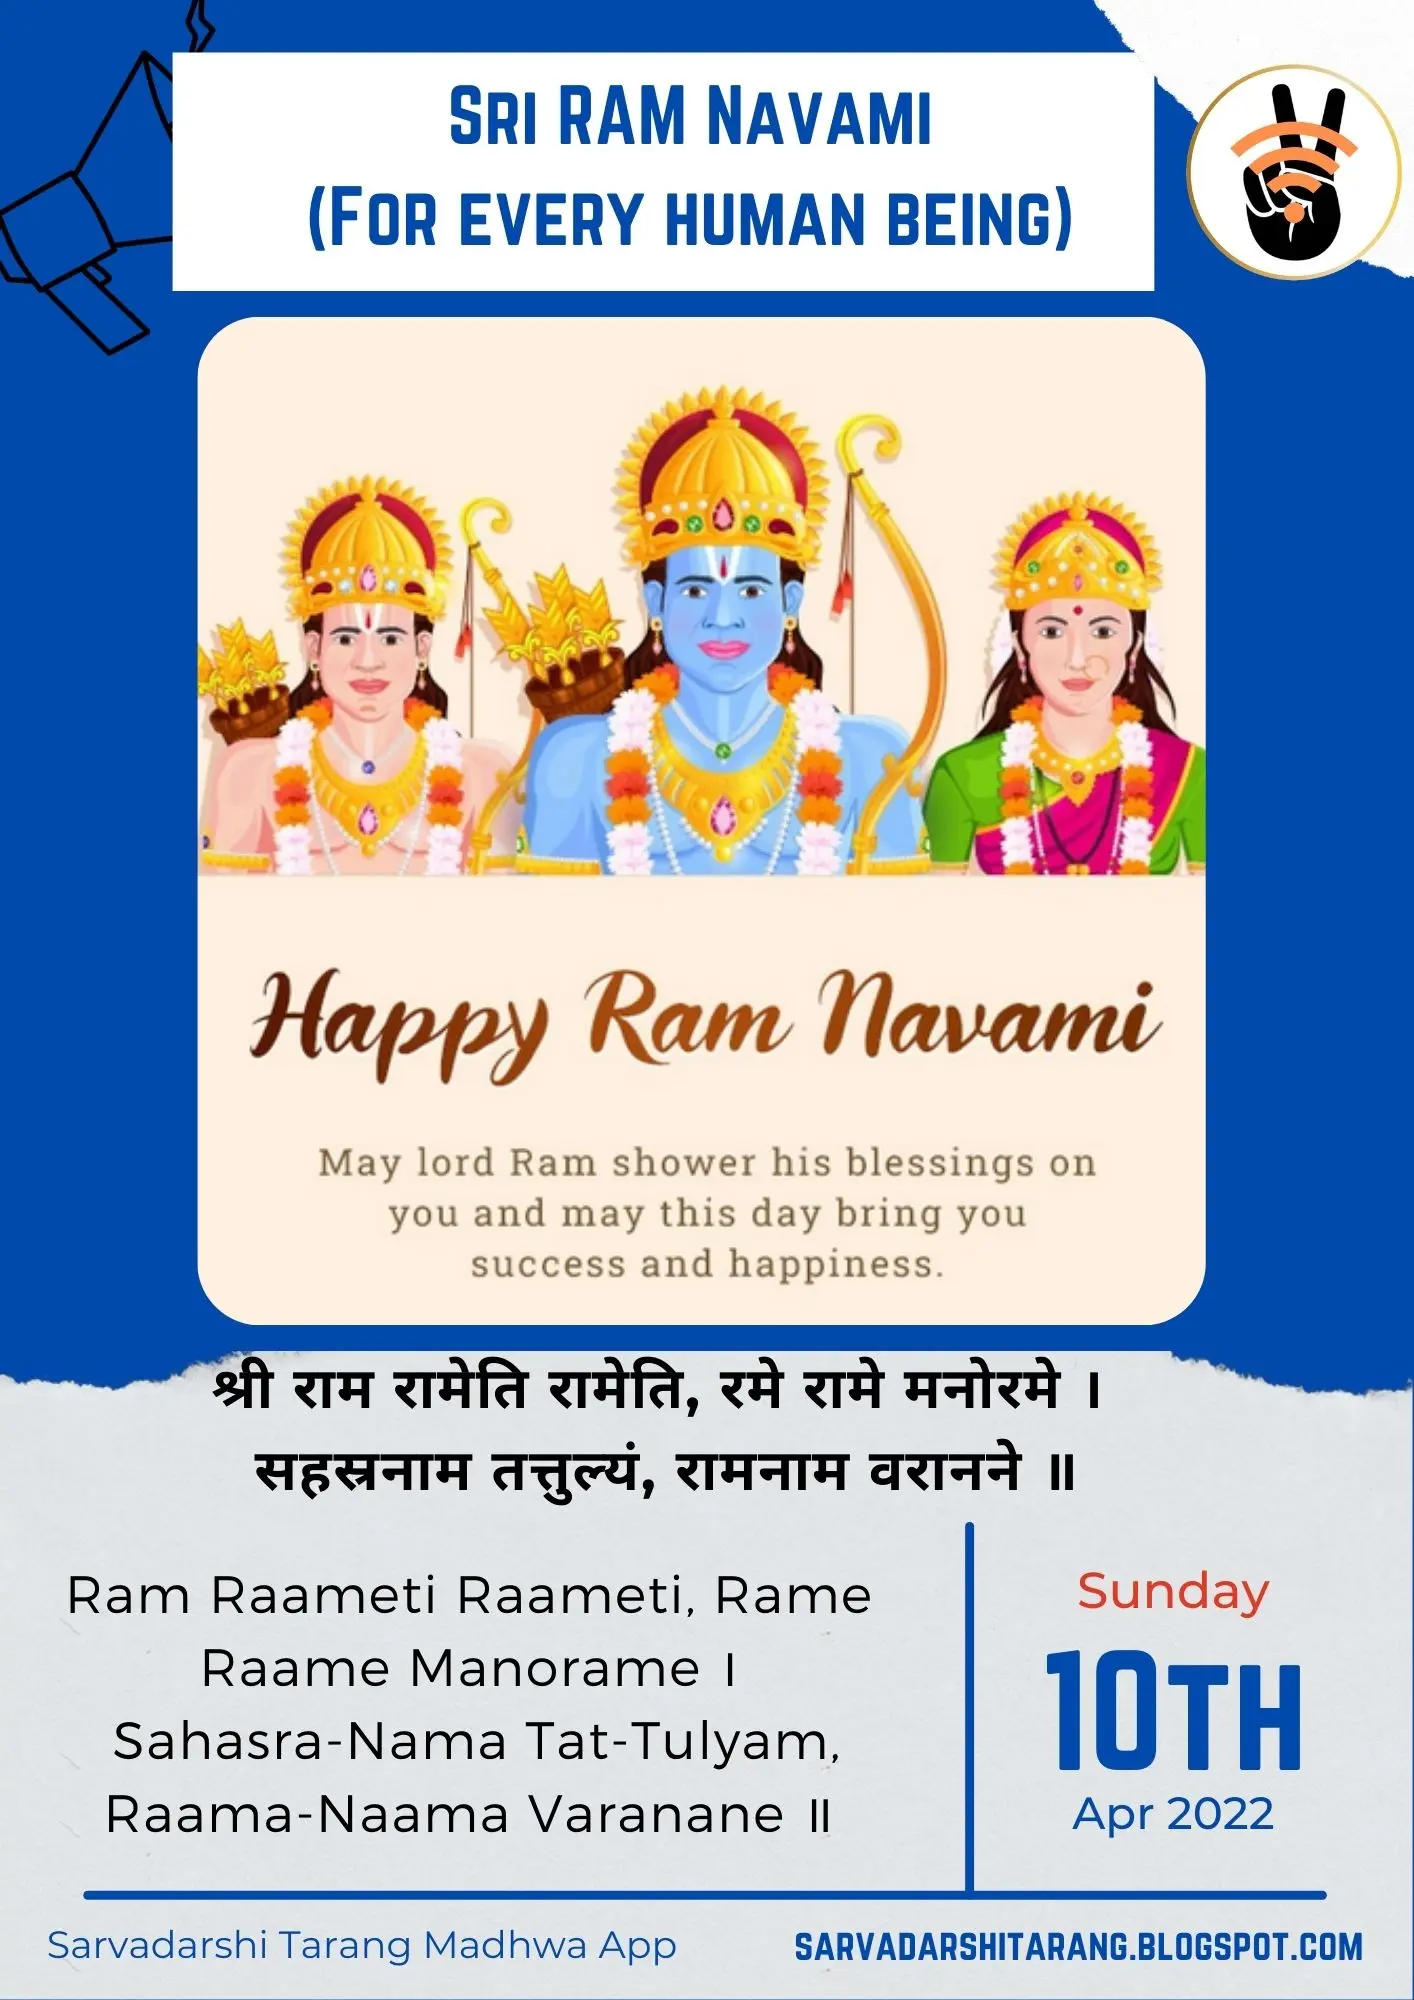 Sri RAM Navami
(For every human being)
Happy Ram Navami
May lord Ram shower his blessings on
you and may this day bring you
success and happiness.
श्री राम रामेति रामेति, रमे रामे मनोरमे ।
सहस्रनाम तत्तुल्यं, रामनाम वरानने ॥
Ram Raameti Raameti, Rame
Raame Manorame ।
Sahasra-Nama Tat-Tulyam,
Raama-Naama Varanane ॥
Sunday
10th
Apr 2022
Sarvadarshi Tarang Madhwa App
SARVADARSHITARANG.BLOGSPOT.COM